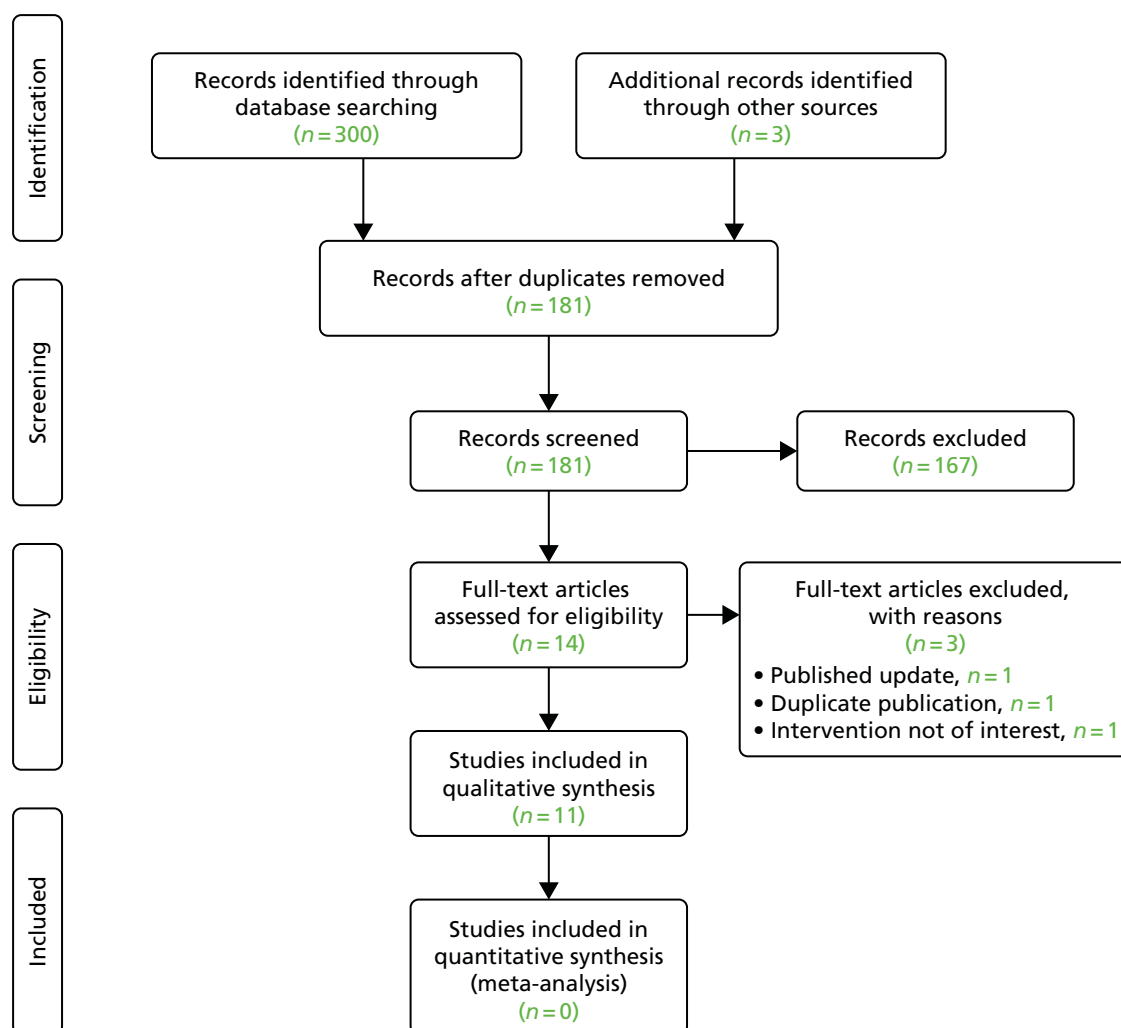 Identification
Records identified through
database searching
(n=300)
Additional records identified
through other sources
(n=3)
Records after duplicates removed
(n=181)
Screening
Records screened
(n=181)
Records excluded
(n=167)
Eligibility
Full-text articles
assessed for eligibility
(n=14)
Full-text articles excluded,
with reasons
(n=3)
• Published update, n=1
• Duplicate publication, n=1
• Intervention not of interest, n=1
Studies included in
qualitative synthesis
(n=11)
Included
Studies included in
quantitative synthesis
(meta-analysis)
(n=0)